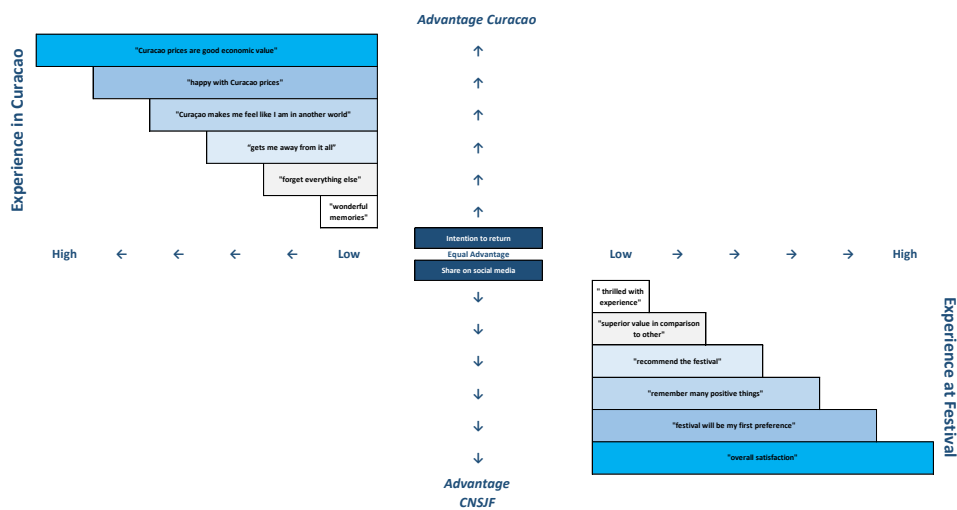 Advantage Curacao
Experience in Curacao
"Curacao prices are good economic value"
"happy with Curacao prices"
"Curaçao makes me feel like I am in another world"
"gets me away from it all"
"forget everything else"
"wonderful
memories"
High ← ← ← ← Low
Intention to return
Equal Advantage
Share on social media
Low → → → → High
" thrilled with
experience"
"superior value in comparison
to other"
"recommend the festival"
"remember many positive things"
"festival will be my first preference"
"overall satisfaction"
Experience at Festival
Advantage
CNSJF